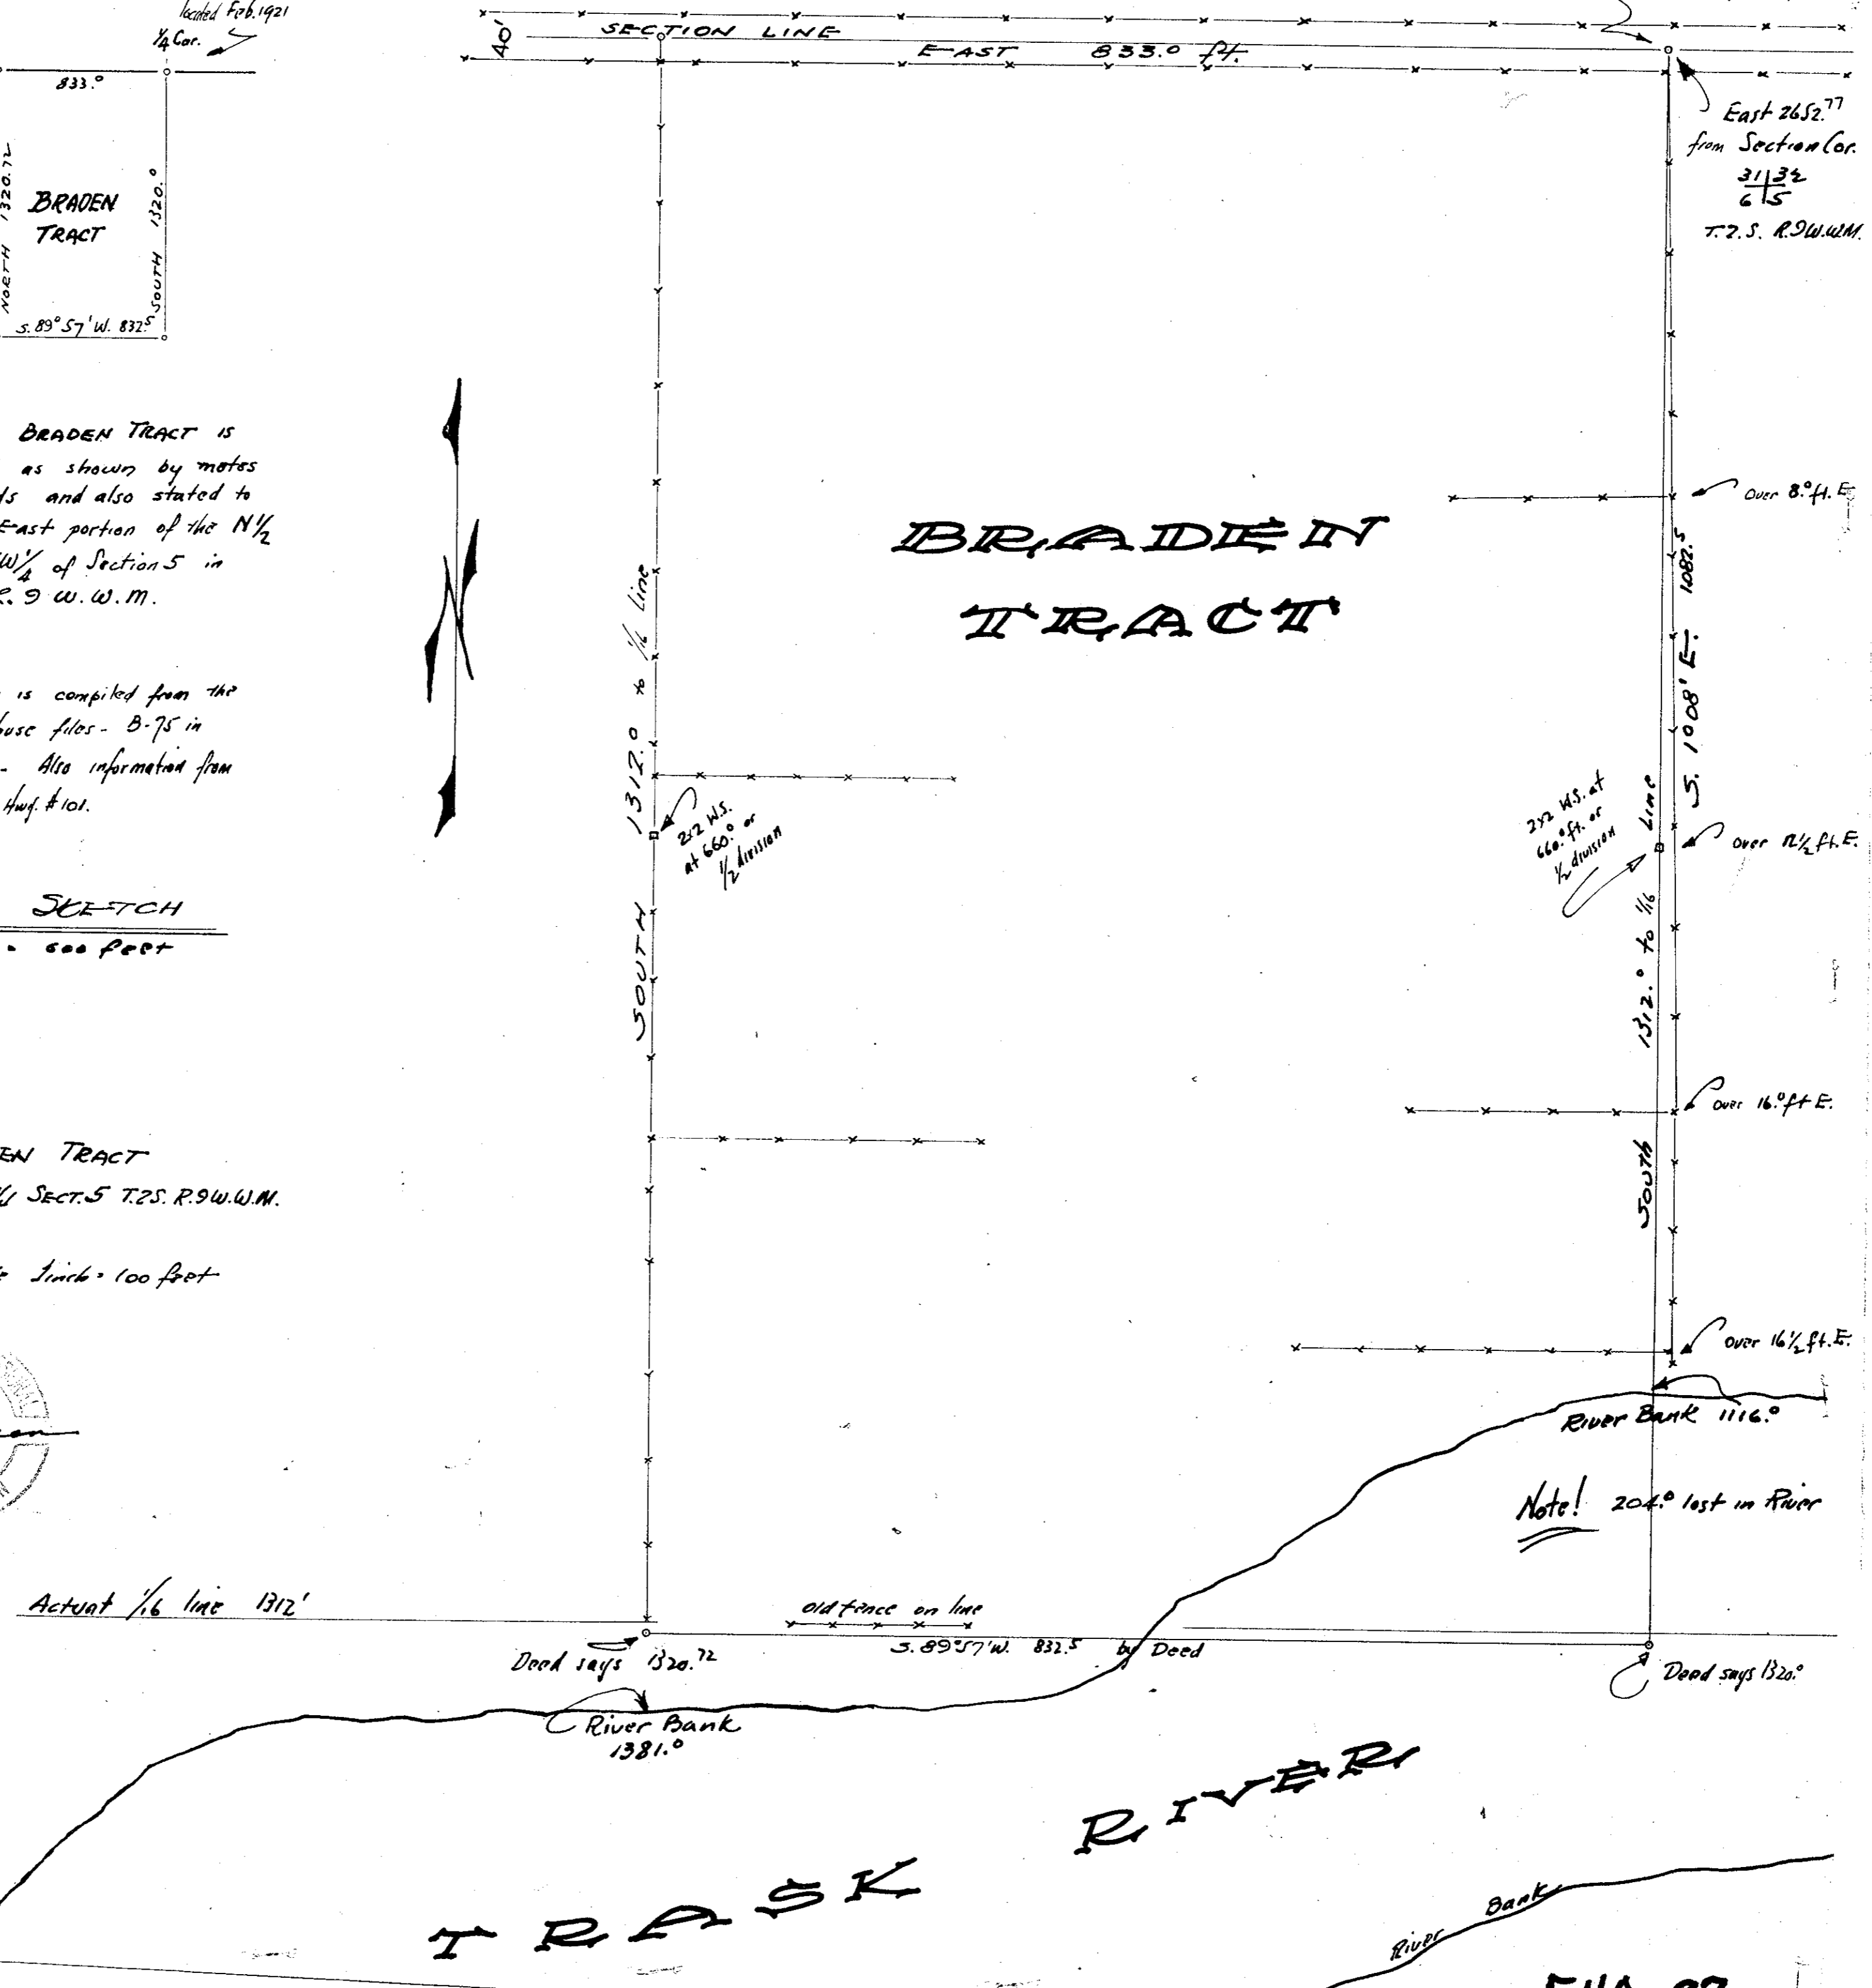 located Feb. 1921
1/4 Cor.
833.0
NORTH 1320.72
BRADEN
TRACT
SOUTH 1320.0
S. 89° 57' W. 832.5
BRADEN TRACT is
as shown by metes
ds and also stated to
East portion of the N 1/2
W 1/4 of Section 5 in
R. 9 W. W. M.
is compiled from the
ouse files - B-75 in
- Also information from
Hwy. #101.
SKETCH
= 600 feet
EN TRACT
SECT. 5 T.2S. R.9W.W.M.
1 inch = 100 feet
Actual 1/16 line 1312'
40'
SECTION LINE
EAST 833.0 ft.
East 2652.77
from Section Cor.
31|32
6|5
T.2.S. R.9W.W.M.
N
BRADEN
TRACT
SOUTH 1312.0 to 1/16 Line
2x2 W.S.
at 660.0 or
1/2 division
Over 8.0 ft. E
S. 1°08' E. 1082.5
2x2 W.S. at
660.0 ft. or
1/2 division
South 1312.0 to 1/16 Line
Over 12 1/2 ft. E.
Over 16.0 ft E.
Over 16 1/2 ft. E.
River Bank 1116.0
Note! 204.0 lost in River
old fence on line
S. 89°57' W. 832.5 by Deed
Deed says 1320.72
Deed says 1320.0
River Bank
1381.0
TRASK RIVER
River Bank